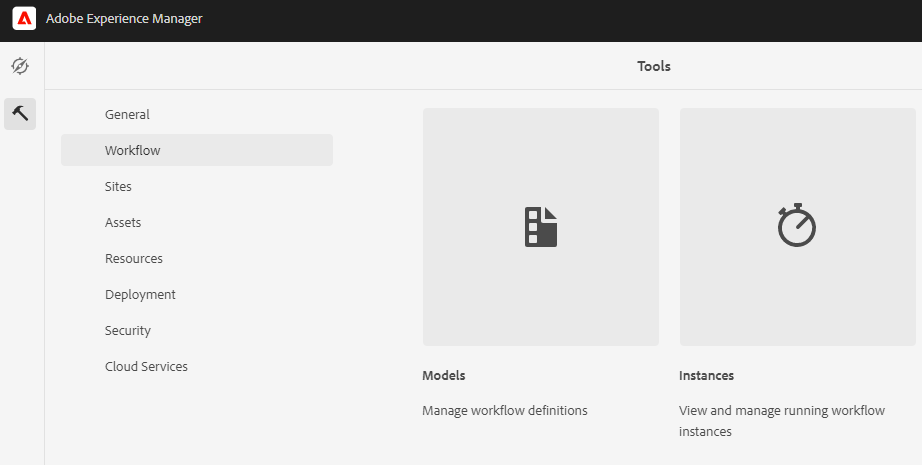 Adobe Experience Manager
Tools
General
Workflow
Sites
Assets
Resources
Deployment
Security
Cloud Services
Models
Manage workflow definitions
Instances
View and manage running workflow
instances